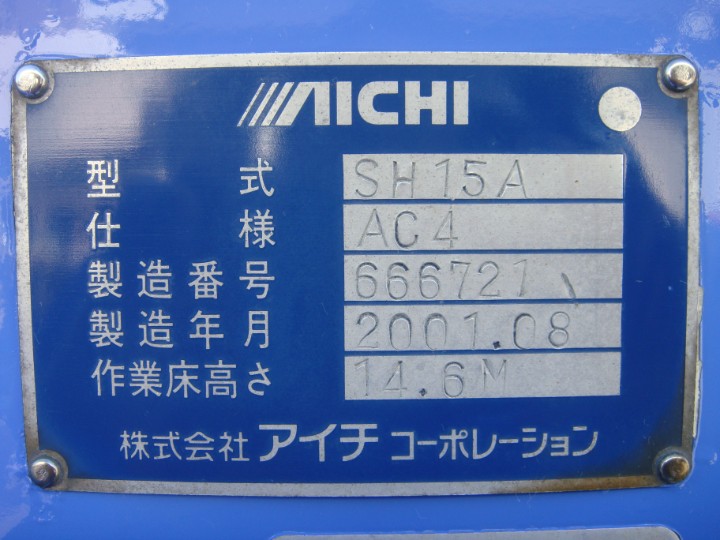 AICHI
型式 SH15A
仕様 AC4
製造番号 666721
製造年月 2001.08
作業床高さ 14.6M
株式会社 アイチ コーポレーション